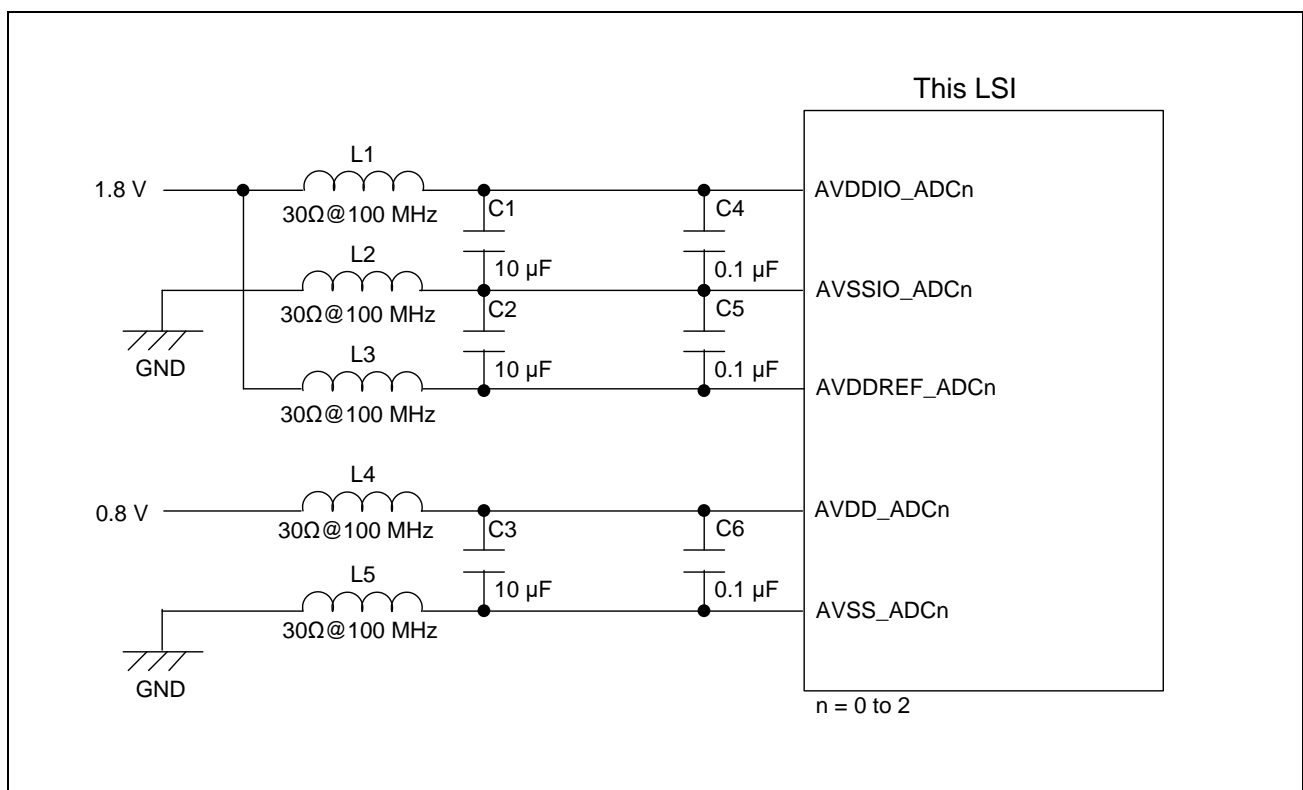 This LSI
L1
1.8 V
AVDDIO_ADCn
30Ω@100 MHz
C1
C4
L2
10 µF
0.1 µF
AVSSIO_ADCn
30Ω@100 MHz
C2
C5
GND
L3
10 µF
0.1 µF
AVDDREF_ADCn
30Ω@100 MHz
L4
0.8 V
AVDD_ADCn
30Ω@100 MHz
C3
C6
L5
10 µF
0.1 µF
AVSS_ADCn
30Ω@100 MHz
GND
n = 0 to 2